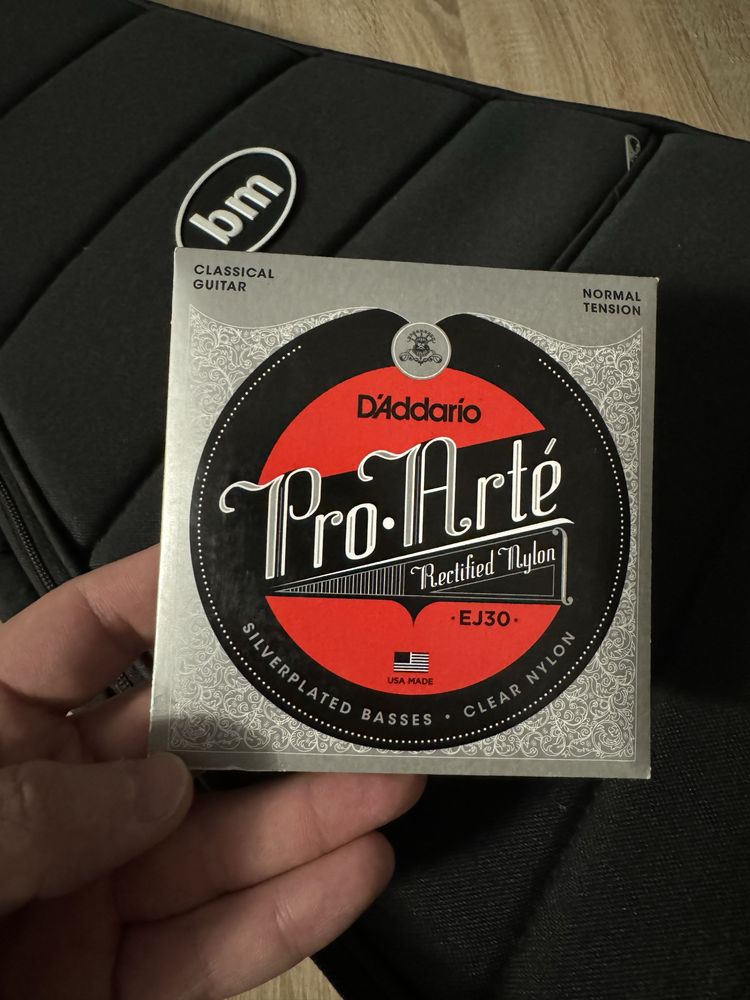 bm
CLASSICAL
GUITAR
NORMAL
TENSION
D'Addario
Pro·Arté
Rectified Nylon
·EJ30·
USA MADE
SILVERPLATED BASSES · CLEAR NYLON